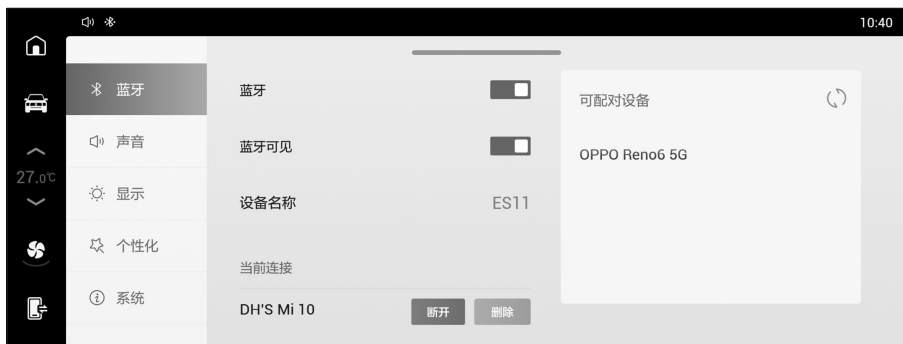 10:40
27.0℃
蓝牙
声音
显示
个性化
系统
蓝牙
蓝牙可见
设备名称 ES11
当前连接
DH'S Mi 10 断开 删除
可配对设备
OPPO Reno6 5G